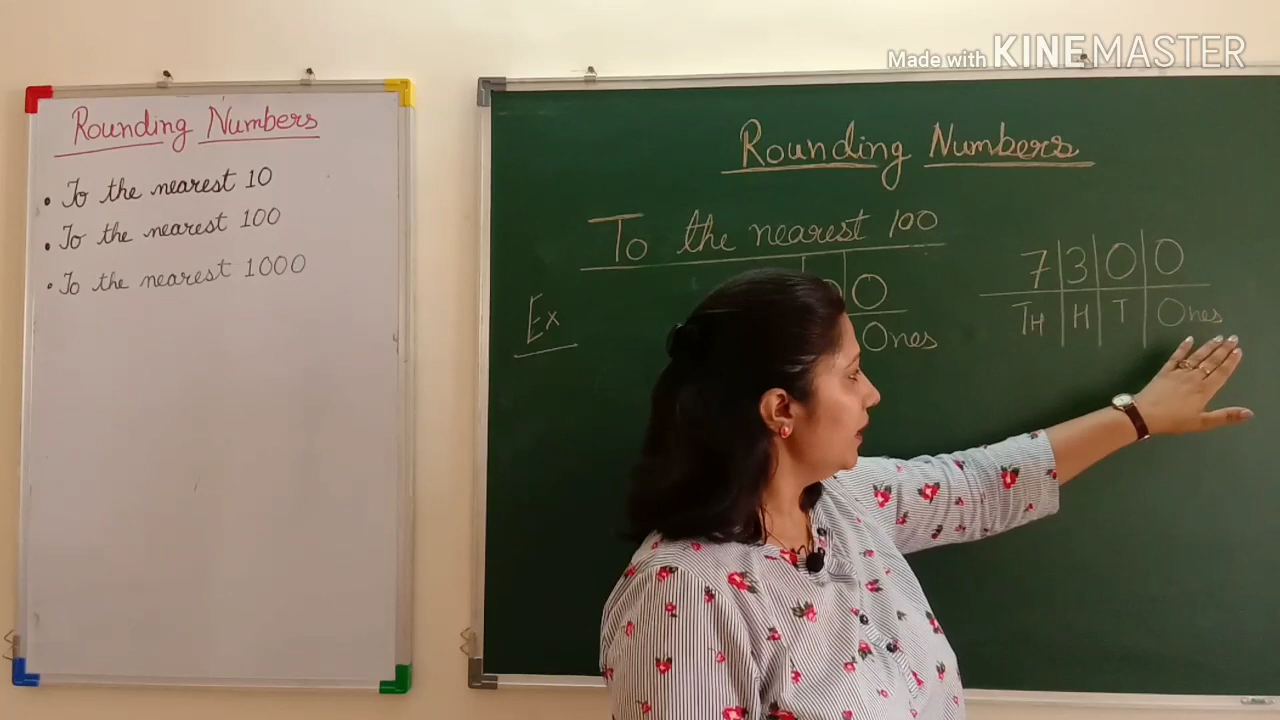 Made with KINEMASTER
Rounding Numbers
• To the nearest 10
• To the nearest 100
• To the nearest 1000
Rounding Numbers
To the nearest 100
Ex
0
Ones
7 3 0 0
TH H T Ones